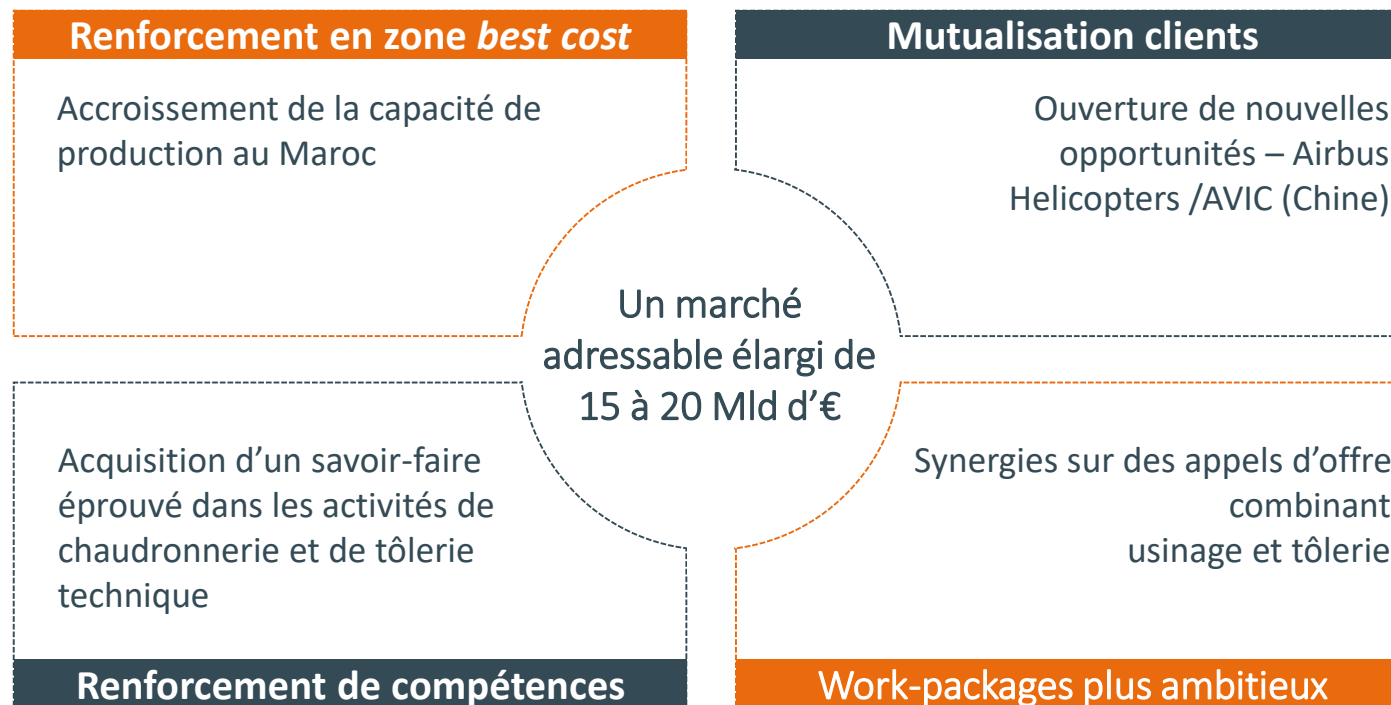 Renforcement en zone best cost
Accroissement de la capacité de
production au Maroc
Mutualisation clients
Ouverture de nouvelles
opportunités – Airbus
Helicopters /AVIC (Chine)
Un marché
adressable élargi de
15 à 20 Mld d’€
Acquisition d’un savoir-faire
éprouvé dans les activités de
chaudronnerie et de tôlerie
technique
Renforcement de compétences
Synergies sur des appels d’offre
combinant
usinage et tôlerie
Work-packages plus ambitieux